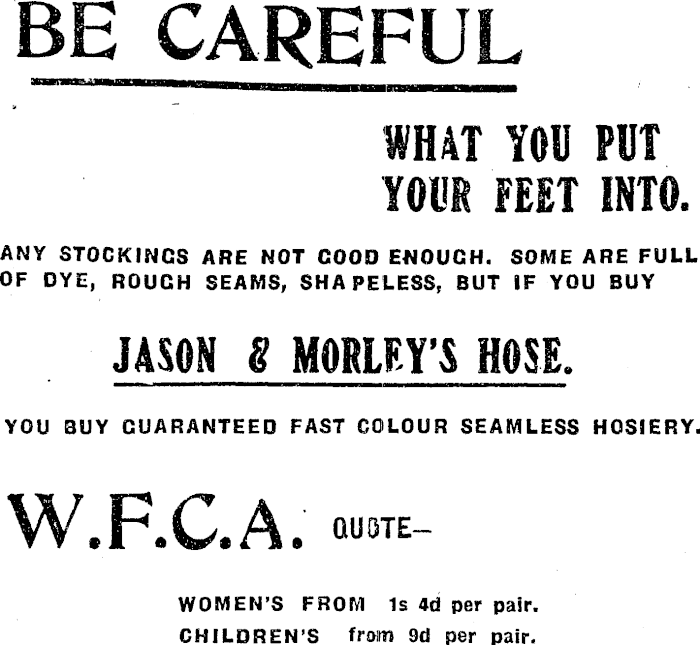 BE CAREFUL
WHAT YOU PUT
YOUR FEET INTO.
ANY STOCKINGS ARE NOT GOOD ENOUGH. SOME ARE FULL
OF DYE, ROUGH SEAMS, SHAPELESS, BUT IF YOU BUY
JASON & MORLEY'S HOSE.
YOU BUY GUARANTEED FAST COLOUR SEAMLESS HOSIERY.
W.F.C.A. QUOTE—
WOMEN'S FROM 1s 4d per pair.
CHILDREN'S from 9d per pair.